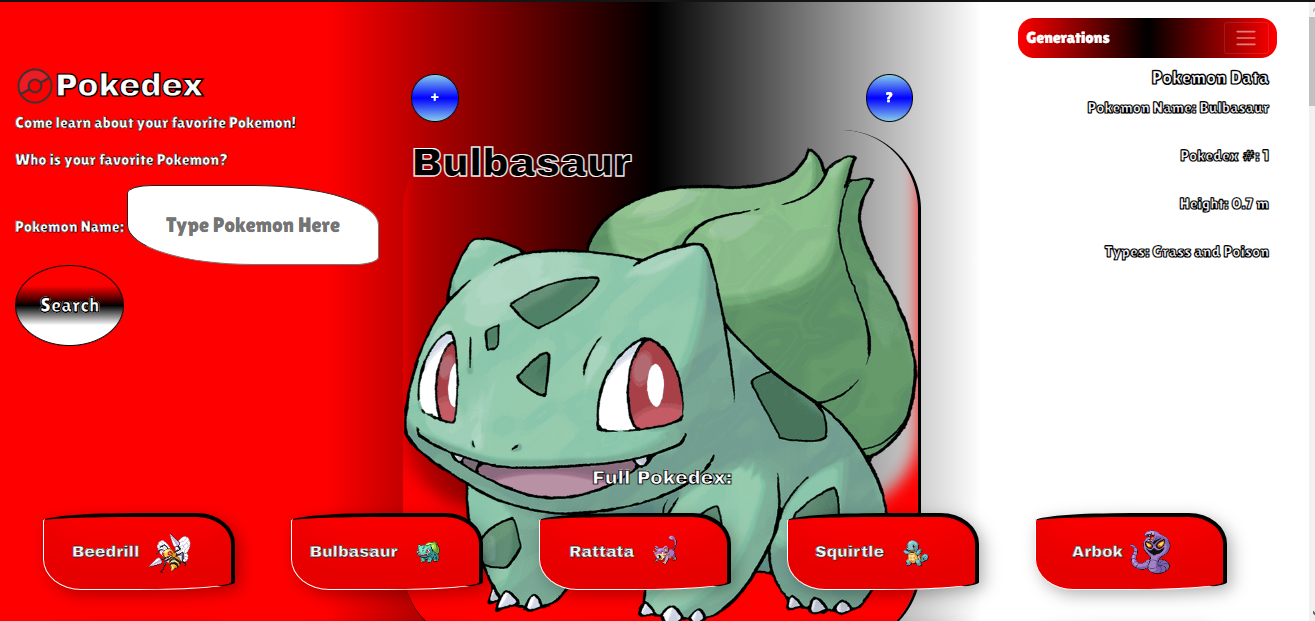 Generations
Pokedex
Come learn about your favorite Pokemon!
Who is your favorite Pokemon?
Pokemon Name: Type Pokemon Here
Search
+
?
Bulbasaur
Pokemon Data
Pokemon Name: Bulbasaur
Pokedex #: 1
Height: 0.7 m
Types: Grass and Poison
Full Pokedex:
Beedrill
Bulbasaur
Rattata
Squirtle
Arbok